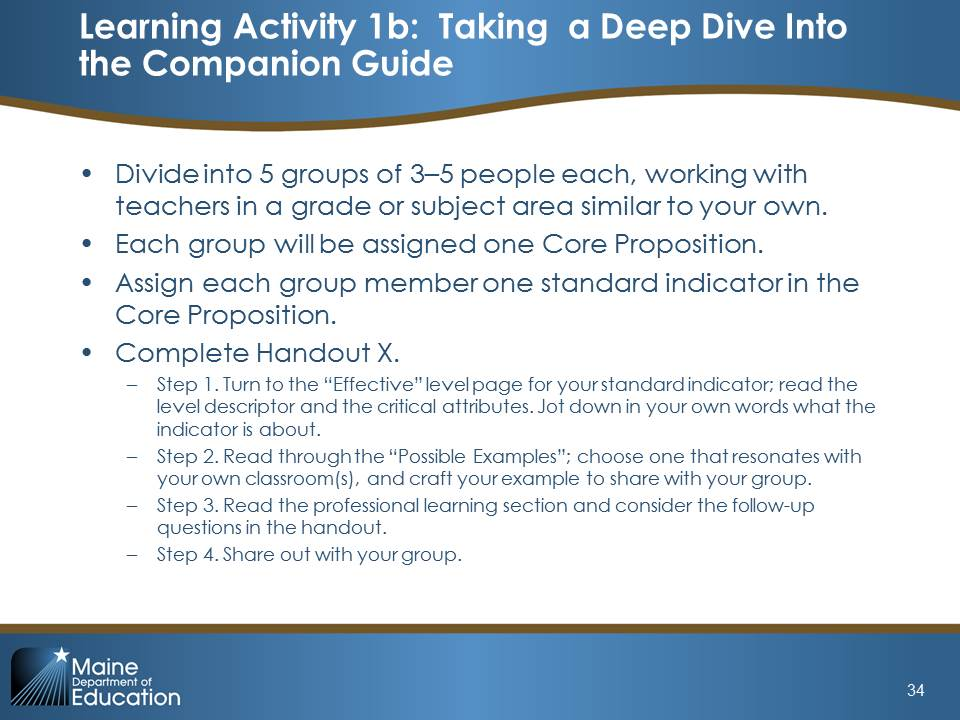 Learning Activity 1b:  Taking  a Deep Dive Into
the Companion Guide
• Divide into 5 groups of 3–5 people each, working with
teachers in a grade or subject area similar to your own.
• Each group will be assigned one Core Proposition.
• Assign each group member one standard indicator in the
Core Proposition.
• Complete Handout X.
– Step 1. Turn to the “Effective” level page for your standard indicator; read the
level descriptor and the critical attributes. Jot down in your own words what the
indicator is about.
– Step 2. Read through the “Possible Examples”; choose one that resonates with
your own classroom(s), and craft your example to share with your group.
– Step 3. Read the professional learning section and consider the follow-up
questions in the handout.
– Step 4. Share out with your group.
Maine
Department of
Education
34